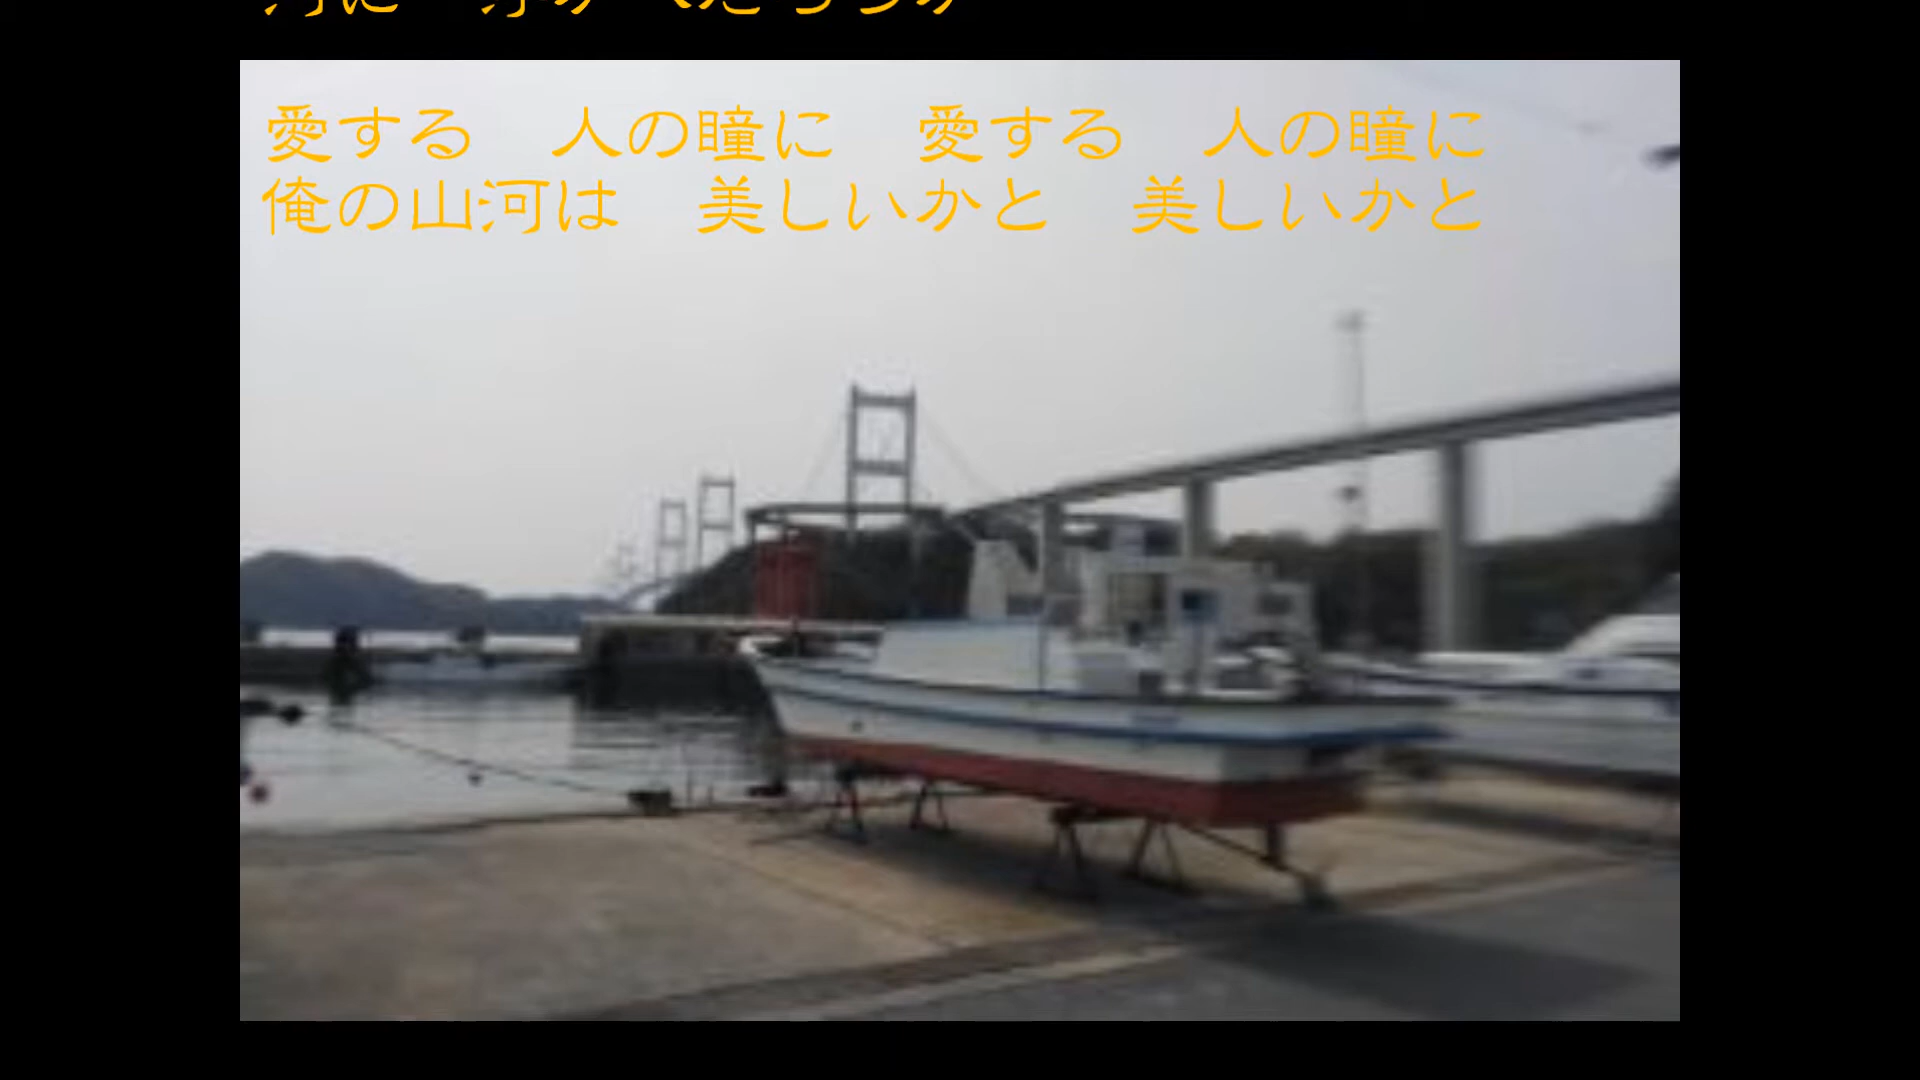 愛する　人の瞳に　愛する　人の瞳に
俺の山河は　美しいかと　美しいかと